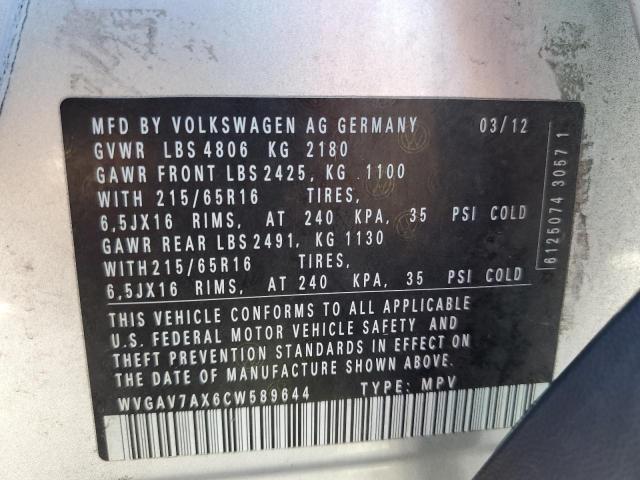 MFD BY VOLKSWAGEN AG GERMANY 03/12
GVWR LBS 4806 KG 2180
GAWR FRONT LBS 2425, KG 1100
WITH 215/65R16 TIRES,
6,5JX16 RIMS, AT 240 KPA, 35 PSI COLD
GAWR REAR LBS 2491, KG 1130
WITH215/65R16 TIRES,
6,5JX16 RIMS, AT 240 KPA, 35 PSI COLD
THIS VEHICLE CONFORMS TO ALL APPLICABLE
U.S. FEDERAL MOTOR VEHICLE SAFETY AND
THEFT PREVENTION STANDARDS IN EFFECT ON
THE DATE OF MANUFACTURE SHOWN ABOVE.
WVGAV7AX6CW589644 TYPE: MPV
6125074 3057 1